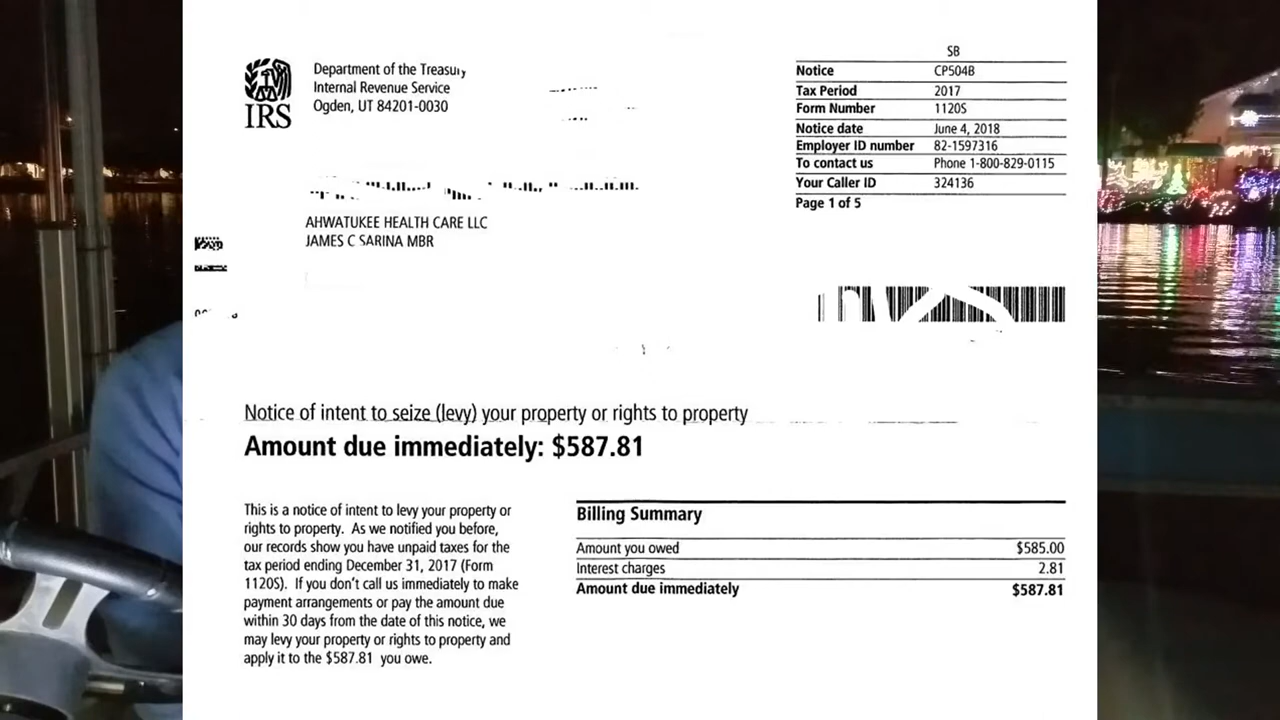 IRS
Department of the Treasury
Internal Revenue Service
Ogden, UT 84201-0030
SB
Notice CP504B
Tax Period 2017
Form Number 1120S
Notice date June 4, 2018
Employer ID number 82-1597316
To contact us Phone 1-800-829-0115
Your Caller ID 324136
Page 1 of 5
AHWATUKEE HEALTH CARE LLC
JAMES C SARINA MBR
Notice of intent to seize (levy) your property or rights to property
Amount due immediately: $587.81
This is a notice of intent to levy your property or
rights to property. As we notified you before,
our records show you have unpaid taxes for the
tax period ending December 31, 2017 (Form
1120S). If you don't call us immediately to make
payment arrangements or pay the amount due
within 30 days from the date of this notice, we
may levy your property or rights to property and
apply it to the $587.81 you owe.
Billing Summary
Amount you owed $585.00
Interest charges 2.81
Amount due immediately $587.81